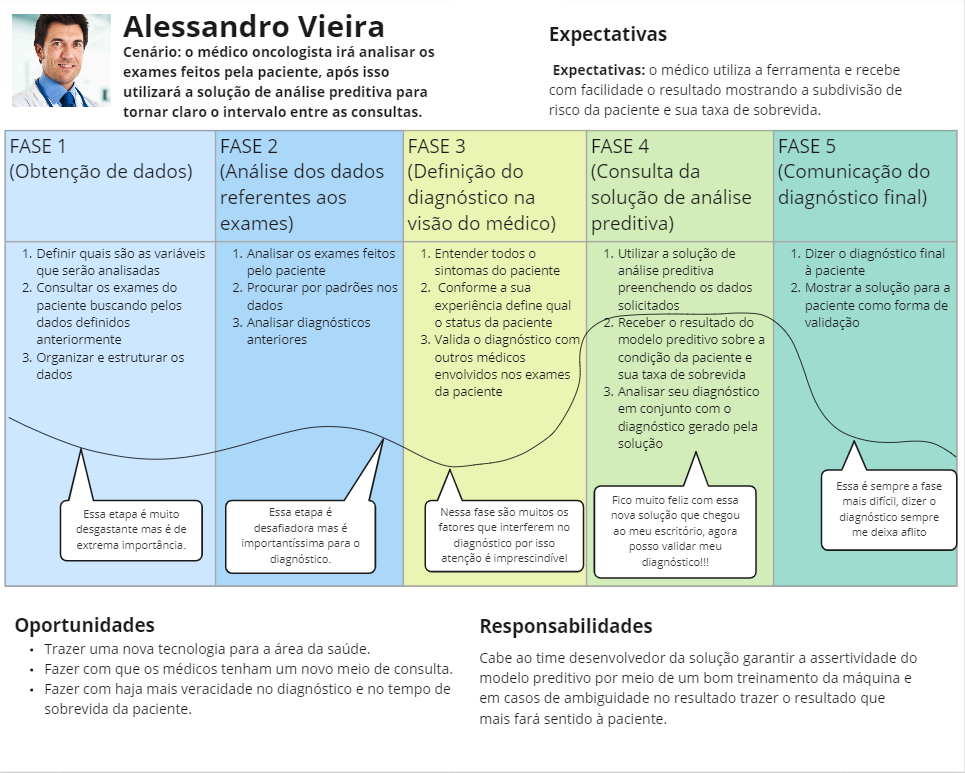 Alessandro Vieira
Cenário: o médico oncologista irá analisar os
exames feitos pela paciente, após isso
utilizará a solução de análise preditiva para
tornar claro o intervalo entre as consultas.
Expectativas
Expectativas: o médico utiliza a ferramenta e recebe
com facilidade o resultado mostrando a subdivisão de
risco da paciente e sua taxa de sobrevida.
FASE 1
(Obtenção de dados)
1. Definir quais são as variáveis
que serão analisadas
2. Consultar os exames do
paciente buscando pelos
dados definidos
anteriormente
3. Organizar e estruturar os
dados
Essa etapa é muito
desgastante mas é de
extrema importância.
FASE 2
(Análise dos dados
referentes aos
exames)
1. Analisar os exames feitos
pelo paciente
2. Procurar por padrões nos
dados
3. Analisar diagnósticos
anteriores
Essa etapa é
desafiadora mas é
importantíssima para o
diagnóstico.
FASE 3
(Definição do
diagnóstico na
visão do médico)
1. Entender todos o
sintomas do paciente
2. Conforme a sua
experiência define qual
o status da paciente
3. Valida o diagnóstico com
outros médicos
envolvidos nos exames
da paciente
Nessa fase são muitos os
fatores que interferem no
diagnóstico por isso
atenção é imprescindível
FASE 4
(Consulta da
solução de análise
preditiva)
1. Utilizar a solução de
análise preditiva
preenchendo os dados
solicitados
2. Receber o resultado do
modelo preditivo sobre a
condição da paciente e
sua taxa de sobrevida
3. Analisar seu diagnóstico
em conjunto com o
diagnóstico gerado pela
solução
Fico muito feliz com essa
nova solução que chegou
ao meu escritório, agora
posso validar meu
diagnóstico!!!
FASE 5
(Comunicação do
diagnóstico final)
1. Dizer o diagnóstico final
à paciente
2. Mostrar a solução para a
paciente como forma de
validação
Essa é sempre a fase
mais difícil, dizer o
diagnóstico sempre
me deixa aflito
Oportunidades
• Trazer uma nova tecnologia para a área da saúde.
• Fazer com que os médicos tenham um novo meio de consulta.
• Fazer com haja mais veracidade no diagnóstico e no tempo de
sobrevida da paciente.
Responsabilidades
Cabe ao time desenvolvedor da solução garantir a assertividade do
modelo preditivo por meio de um bom treinamento da máquina e
em casos de ambiguidade no resultado trazer o resultado que
mais fará sentido à paciente.